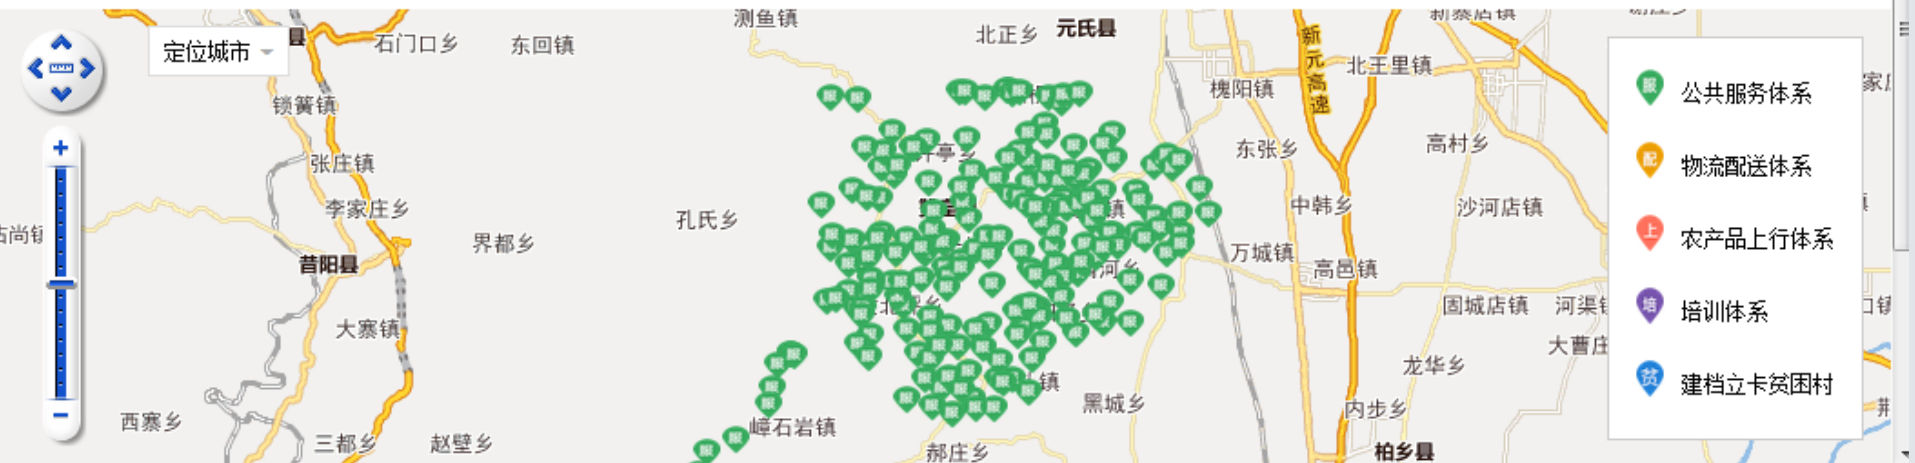 测鱼镇
北正乡
元氏县
县
石门口乡
东回镇
定位城市
新元高速
北王里镇
槐阳镇
锁簧镇
公共服务体系
张庄镇
东张乡
高村乡
物流配送体系
李家庄乡
孔氏乡
界都乡
中韩乡
沙河店镇
农产品上行体系
昔阳县
万城镇
高邑镇
大寨镇
固城店镇
培训体系
大曹庄
龙华乡
建档立卡贫困村
黑城乡
内步乡
西寨乡
三都乡
赵壁乡
嶂石岩镇
郝庄乡
柏乡县
服
配
上
培
贫